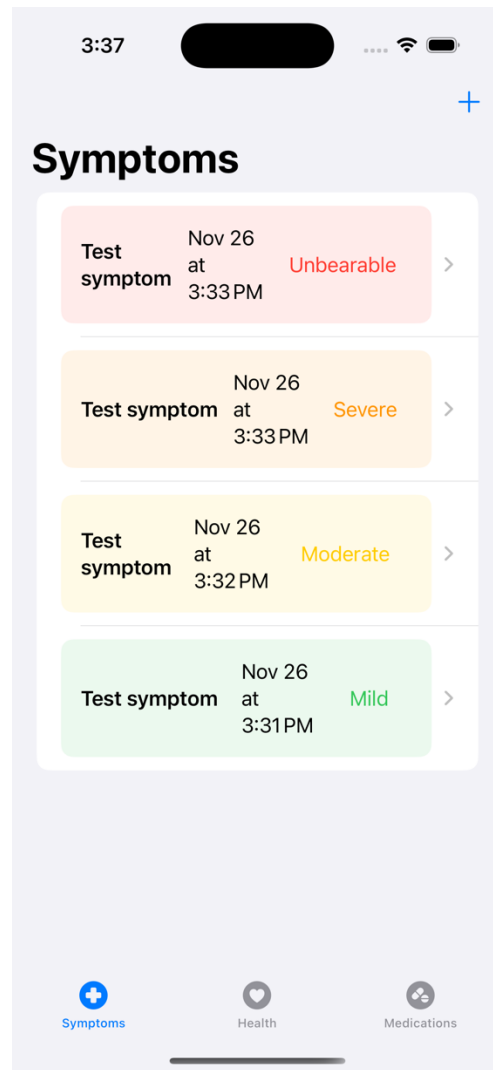 3:37
Symptoms
Test
symptom
Nov 26
at
3:33 PM
Unbearable
Test symptom
Nov 26
at
3:33 PM
Severe
Test
symptom
Nov 26
at
3:32 PM
Moderate
Test symptom
Nov 26
at
3:31 PM
Mild
Symptoms
Health
Medications